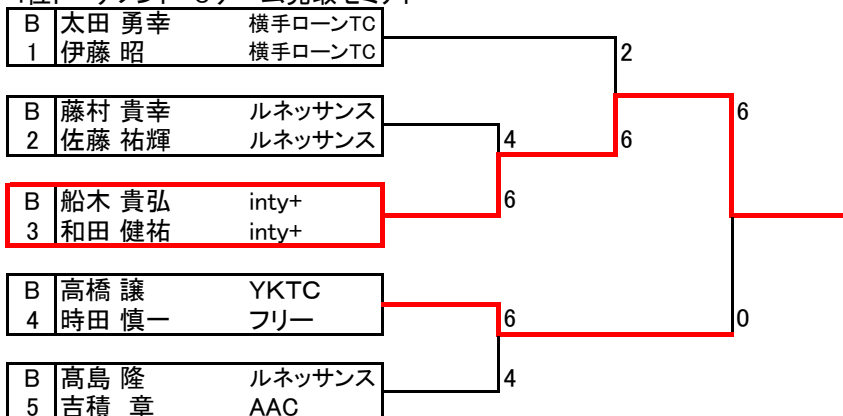 B 太田 勇幸 横手ローンTC
1 伊藤 昭 横手ローンTC
2
B 藤村 貴幸 ルネッサンス
6
2 佐藤 祐輝 ルネッサンス
4
6
B 船木 貴弘 inty+
6
3 和田 健祐 inty+
B 高橋 譲 YKTC
4 時田 慎一 フリー
6
0
B 髙島 隆 ルネッサンス
4
5 吉積 章 AAC